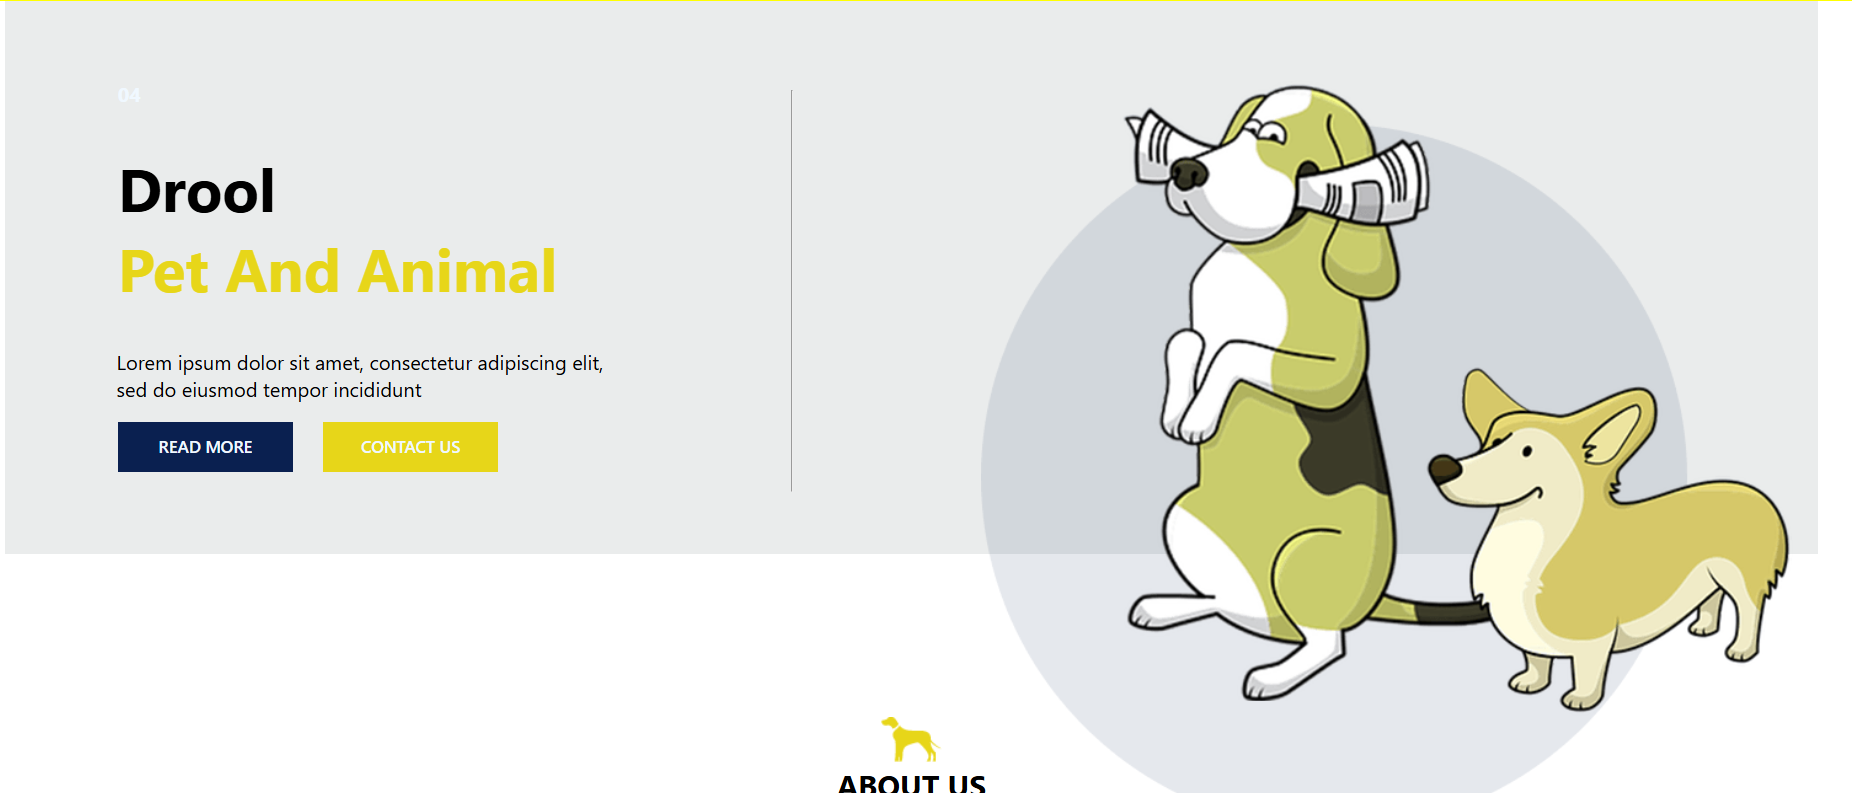 04
Drool
Pet And Animal
Lorem ipsum dolor sit amet, consectetur adipiscing elit,
sed do eiusmod tempor incididunt
READ MORE
CONTACT US
ABOUT US